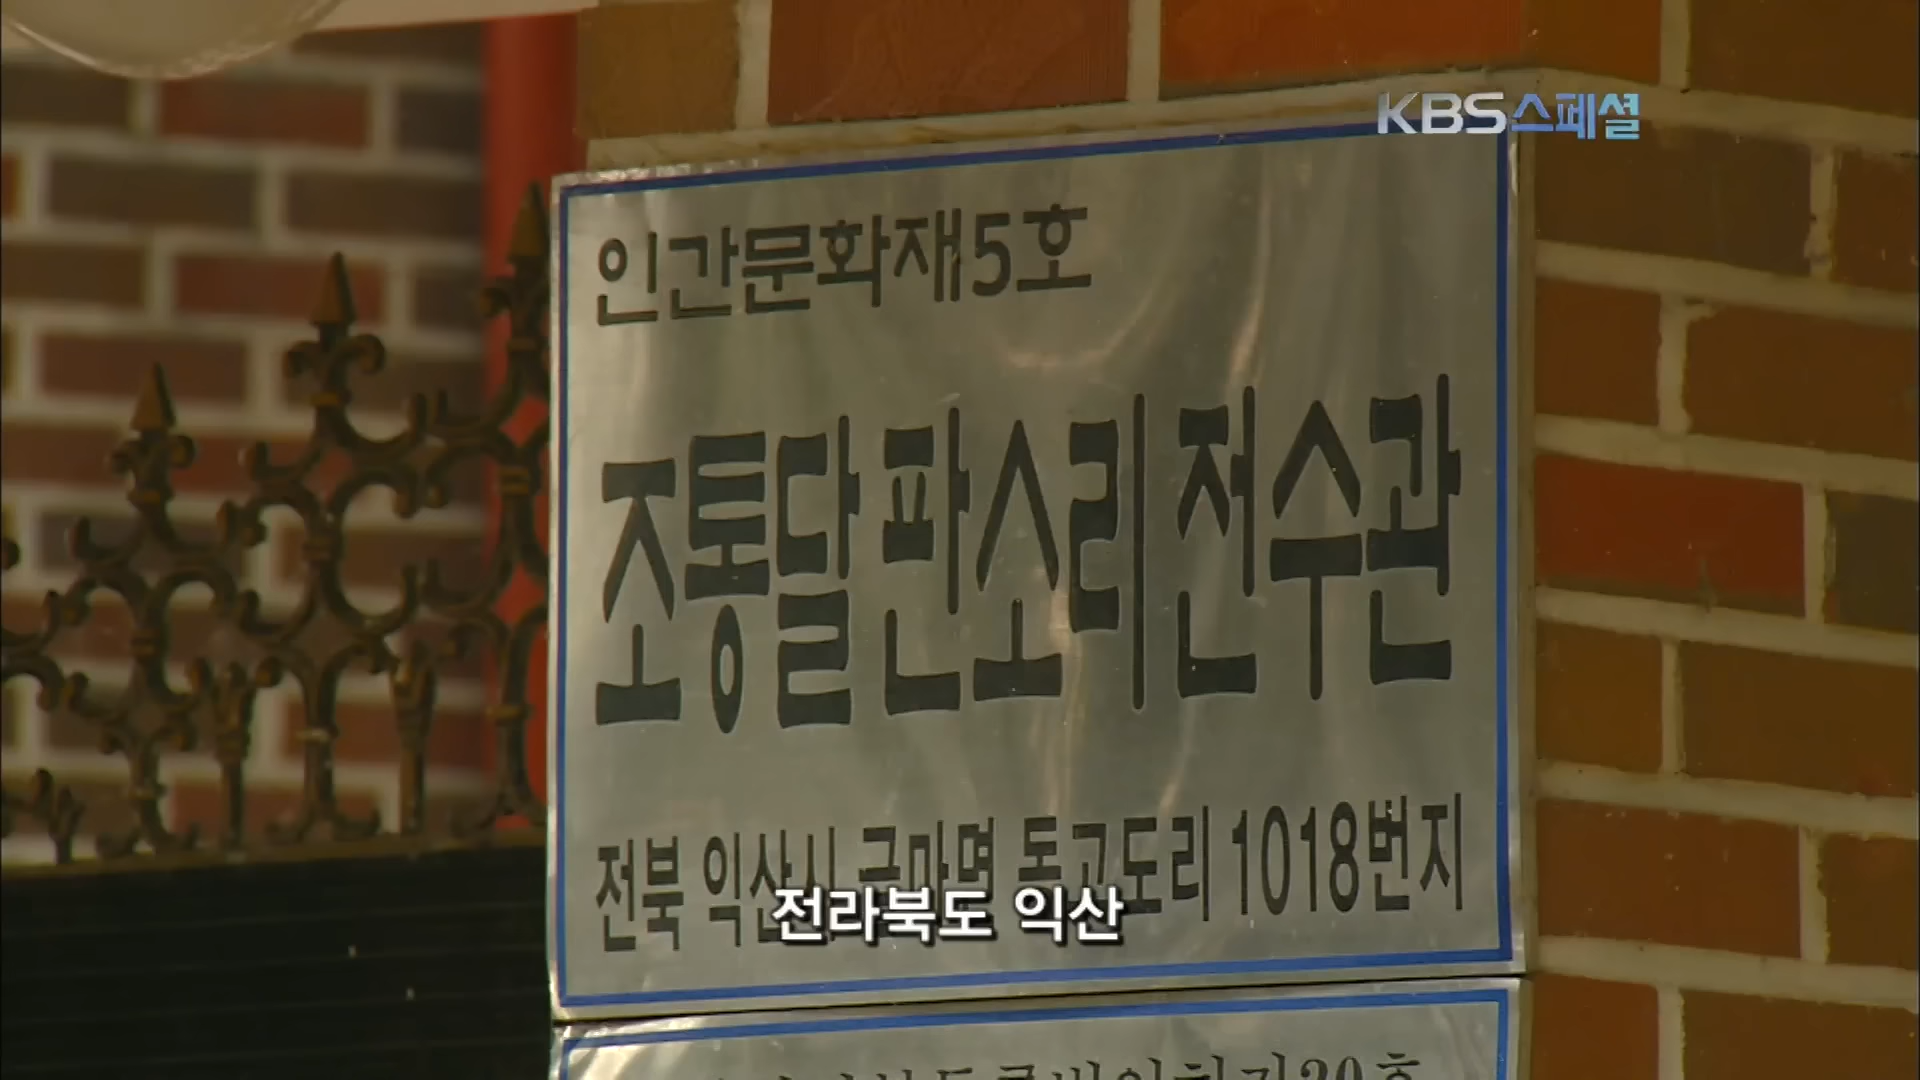 KBS스페셜
인간문화재5호
조통달 판소리 전수관
전북 익산시 금마면 동고도리 1018번지
전라북도 익산